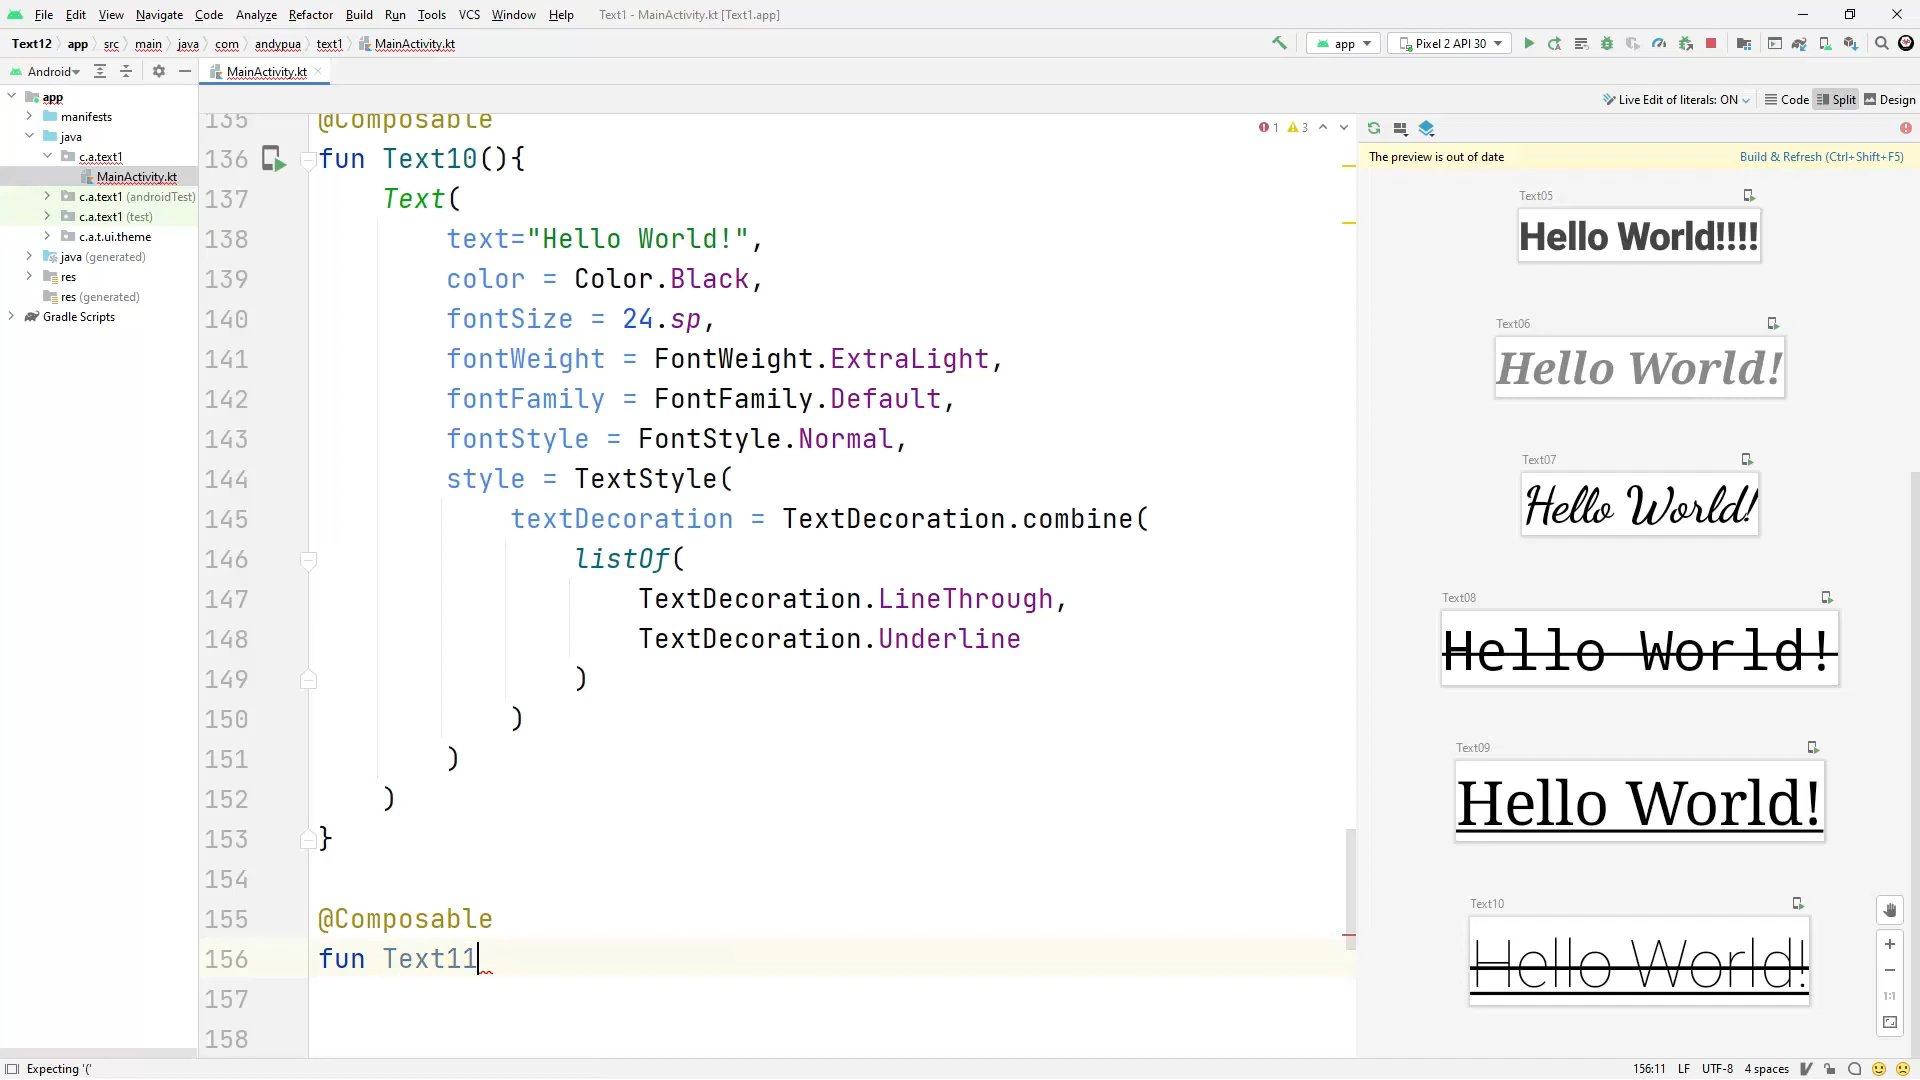 File Edit View Navigate Code Analyze Refactor Build Run Tools VCS Window Help Text1 - MainActivity.kt [Text1.app]
Text12 app src main java com andypua text1 MainActivity.kt app Pixel 2 API 30
Android MainActivity.kt
Live Edit of literals: ON Code Split Design
app
manifests
java
c.a.text1
MainActivity.kt
c.a.text1 (androidTest)
c.a.text1 (test)
c.a.t.ui.theme
java (generated)
res
res (generated)
Gradle Scripts
1 3
135 @Composable
136 fun Text10(){
137 Text(
138 text="Hello World!",
139 color = Color.Black,
140 fontSize = 24.sp,
141 fontWeight = FontWeight.ExtraLight,
142 fontFamily = FontFamily.Default,
143 fontStyle = FontStyle.Normal,
144 style = TextStyle(
145 textDecoration = TextDecoration.combine(
146 listOf(
147 TextDecoration.LineThrough,
148 TextDecoration.Underline
149 )
150 )
151 )
152 )
153 }
154
155 @Composable
156 fun Text11
157
158
The preview is out of date Build & Refresh (Ctrl+Shift+F5)
Text05
Hello World!!!!
Text06
Hello World!
Text07
Hello World!
Text08
Hello World!
Text09
Hello World!
Text10
Hello World!
1:1
Expecting '(' 156:11 LF UTF-8 4 spaces